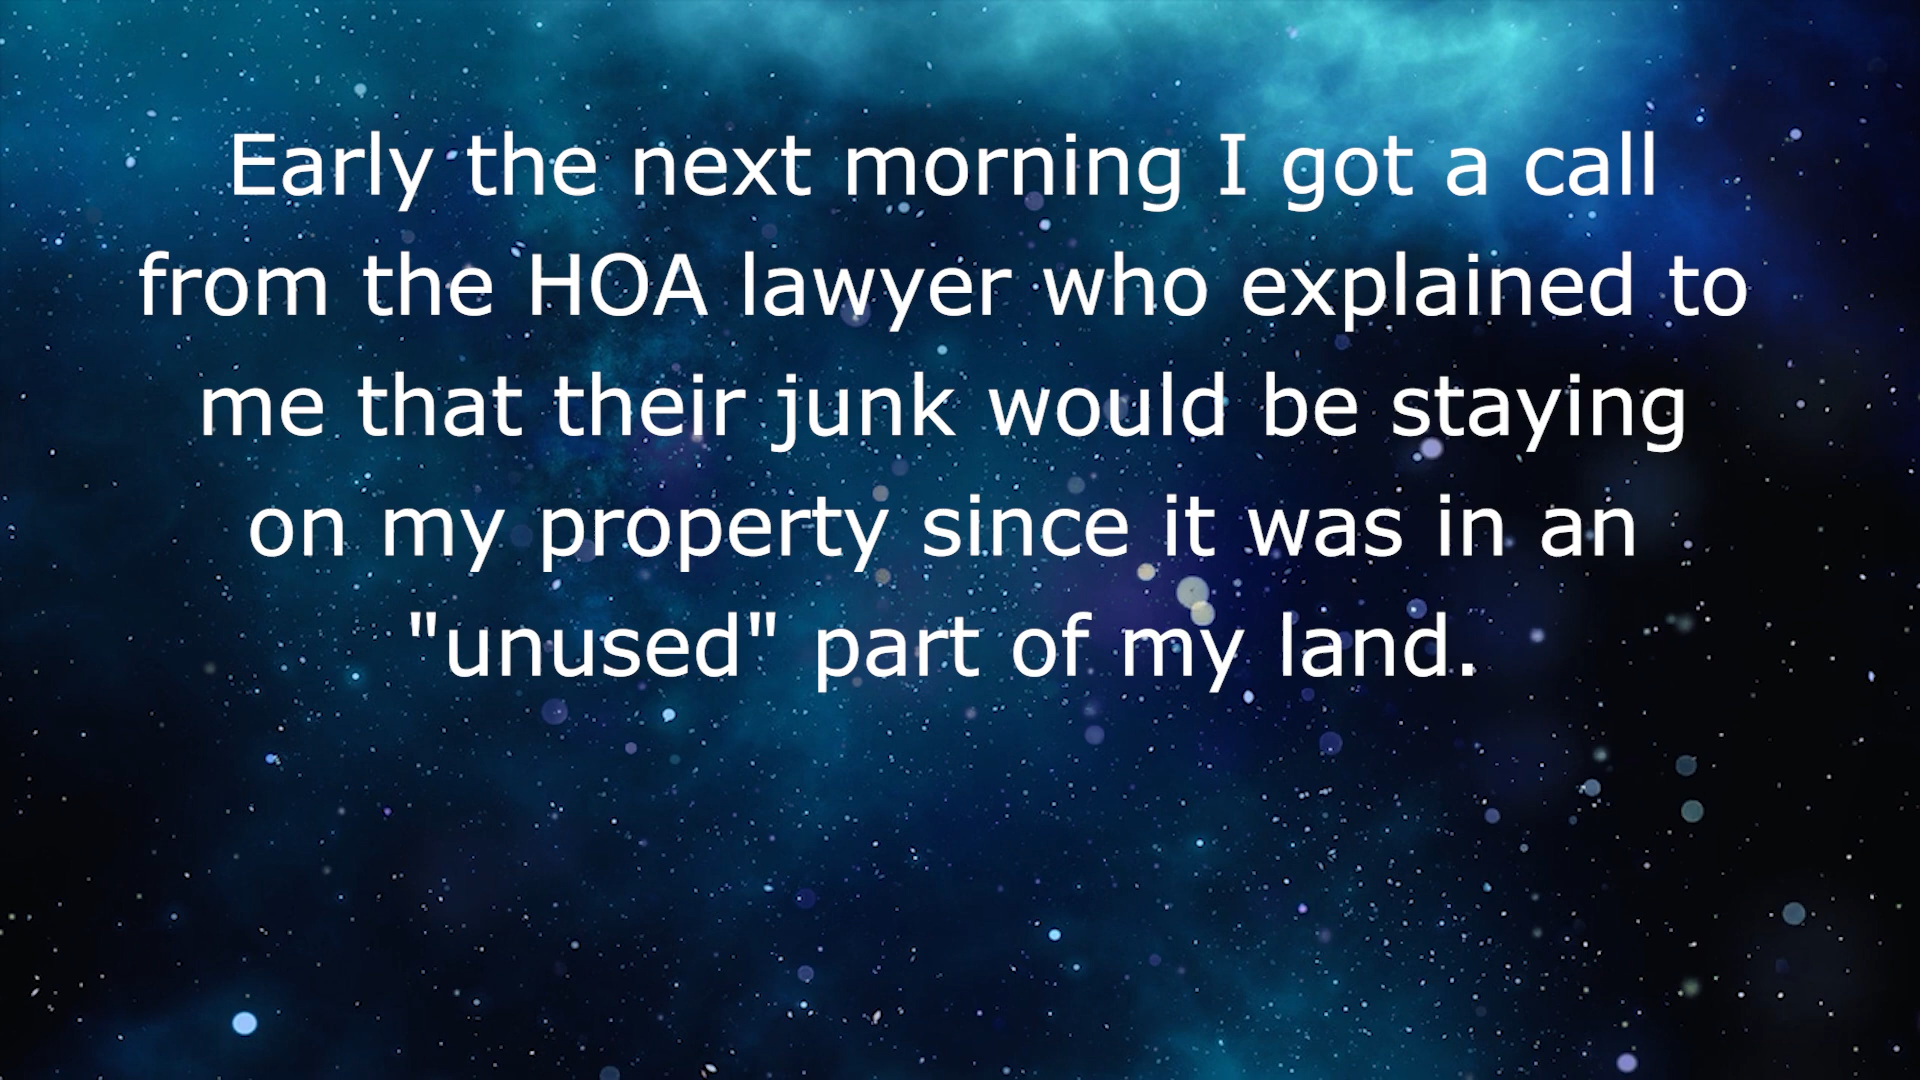 Early the next morning I got a call
from the HOA lawyer who explained to
me that their junk would be staying
on my property since it was in an
"unused" part of my land.